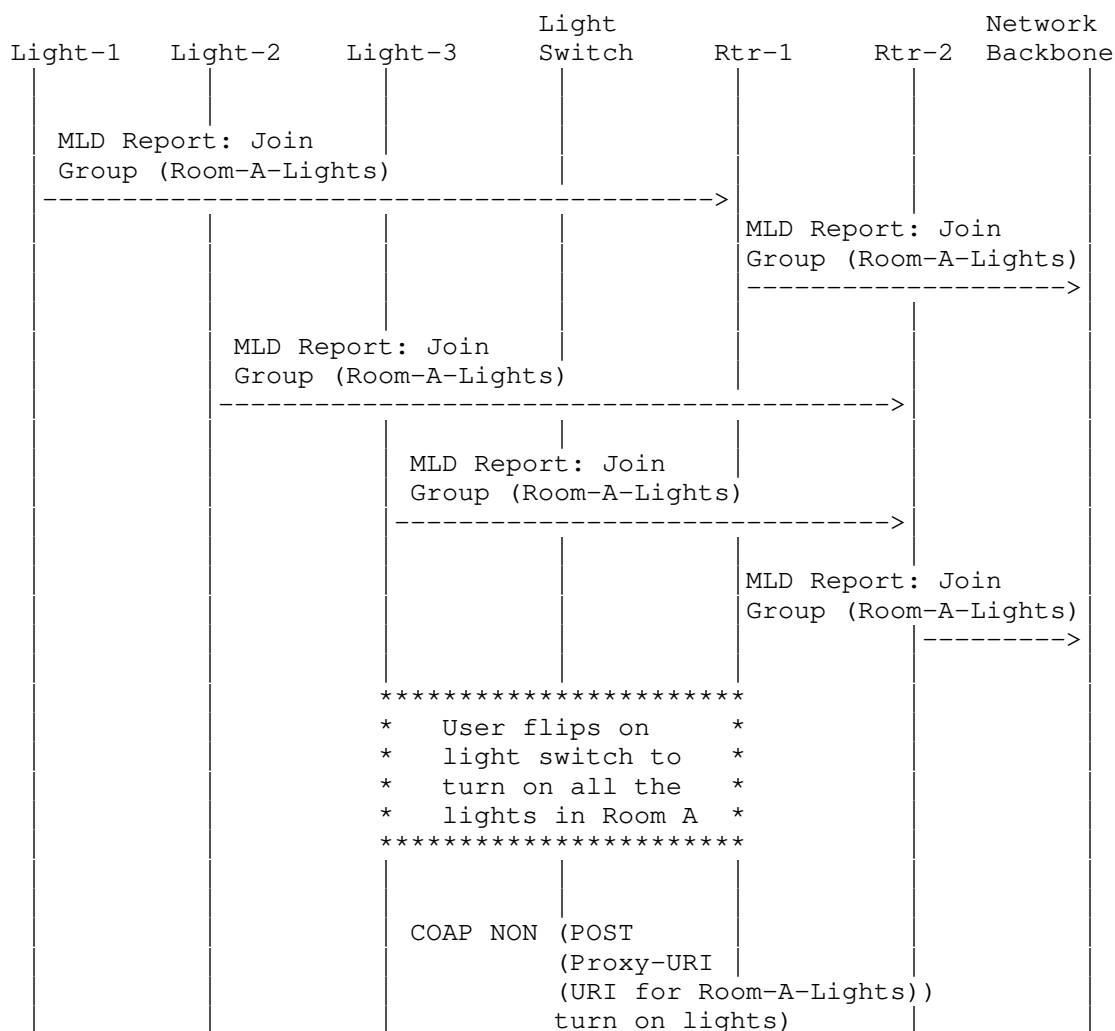 Light Network
Light-1 Light-2 Light-3 Switch Rtr-1 Rtr-2 Backbone
MLD Report: Join
Group (Room-A-Lights)
MLD Report: Join
Group (Room-A-Lights)
MLD Report: Join
Group (Room-A-Lights)
MLD Report: Join
Group (Room-A-Lights)
MLD Report: Join
Group (Room-A-Lights)
***********************
* User flips on *
* light switch to *
* turn on all the *
* lights in Room A *
***********************
COAP NON (POST
(Proxy-URI
(URI for Room-A-Lights))
turn on lights)